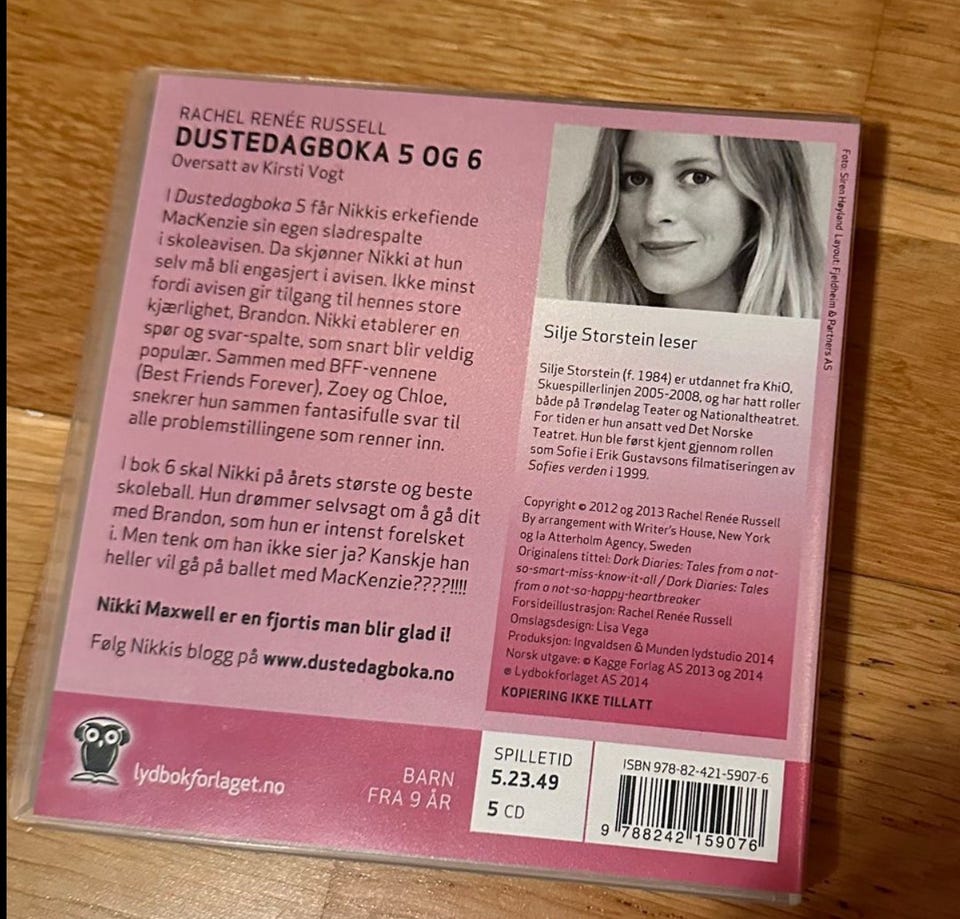 RACHEL RENÉE RUSSELL
DUSTEDAGBOKA 5 OG 6
Oversatt av Kirsti Vogt
I Dustedagboka 5 får Nikkis erkefiende
MacKenzie sin egen sladrespalte
i skoleavisen. Da skjønner Nikki at hun
selv må bli engasjert i avisen. Ikke minst
fordi avisen gir tilgang til hennes store
kjærlighet, Brandon. Nikki etablerer en
spør og svar-spalte, som snart blir veldig
populær. Sammen med BFF-vennene
(Best Friends Forever), Zoey og Chloe,
snekrer hun sammen fantasifulle svar til
alle problemstillingene som renner inn.
I bok 6 skal Nikki på årets største og beste
skoleball. Hun drømmer selvsagt om å gå dit
med Brandon, som hun er intenst forelsket
i. Men tenk om han ikke sier ja? Kanskje han
heller vil gå på ballet med MacKenzie????!!!!
Nikki Maxwell er en fjortis man blir glad i!
Følg Nikkis blogg på www.dustedagboka.no
Foto: Siren Høyland Layout: Fjeldheim & Partners AS
Silje Storstein leser
Silje Storstein (f. 1984) er utdannet fra KhiO,
Skuespillerlinjen 2005-2008, og har hatt roller
både på Trøndelag Teater og Nationaltheatret.
For tiden er hun ansatt ved Det Norske
Teatret. Hun ble først kjent gjennom rollen
som Sofie i Erik Gustavsons filmatiseringen av
Sofies verden i 1999.
Copyright © 2012 og 2013 Rachel Renée Russell
By arrangement with Writer's House, New York
og Ia Atterholm Agency, Sweden
Originalens tittel: Dork Diaries: Tales from a not-
so-smart-miss-know-it-all / Dork Diaries: Tales
from a not-so-happy-heartbreaker
Forsideillustrasjon: Rachel Renée Russell
Omslagsdesign: Lisa Vega
Produksjon: Ingvaldsen & Munden lydstudio 2014
Norsk utgave: © Kagge Forlag AS 2013 og 2014
℗ Lydbokforlaget AS 2014
KOPIERING IKKE TILLATT
lydbokforlaget.no
BARN
FRA 9 ÅR
SPILLETID
5.23.49
5 CD
ISBN 978-82-421-5907-6
9 788242 159076